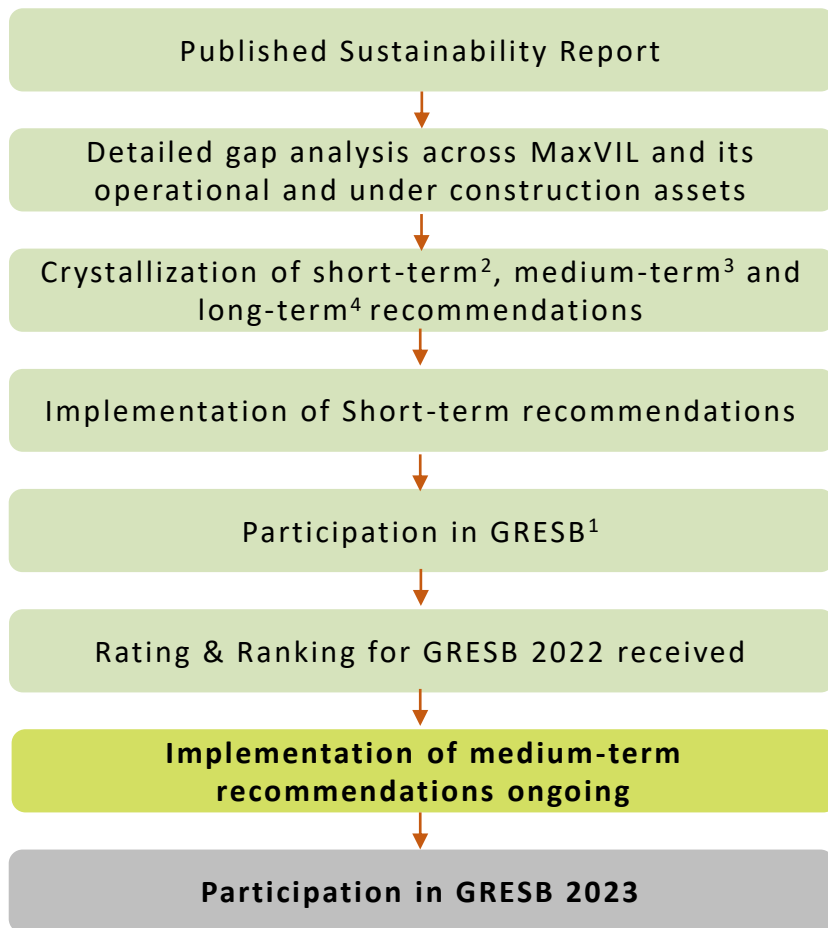 Published Sustainability Report
Detailed gap analysis across MaxVIL and its
operational and under construction assets
Crystallization of short-term², medium-term³ and
long-term⁴ recommendations
Implementation of Short-term recommendations
Participation in GRESB¹
Rating & Ranking for GRESB 2022 received
Implementation of medium-term
recommendations ongoing
Participation in GRESB 2023